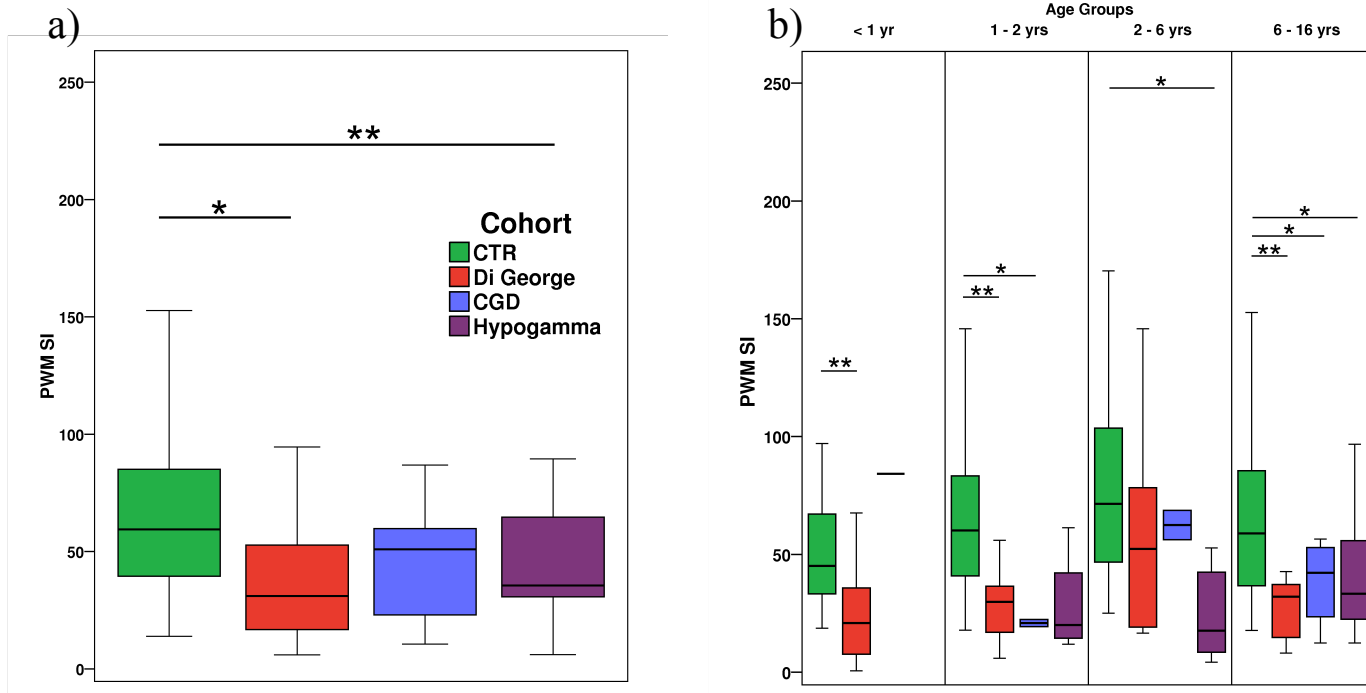 a)
250
200
150
100
50
0
PWM SI
**
*
Cohort
CTR
Di George
CGD
Hypogamma
b)
Age Groups
< 1 yr
1 - 2 yrs
2 - 6 yrs
6 - 16 yrs
250
200
150
100
50
0
PWM SI
**
*
**
*
*
*
**